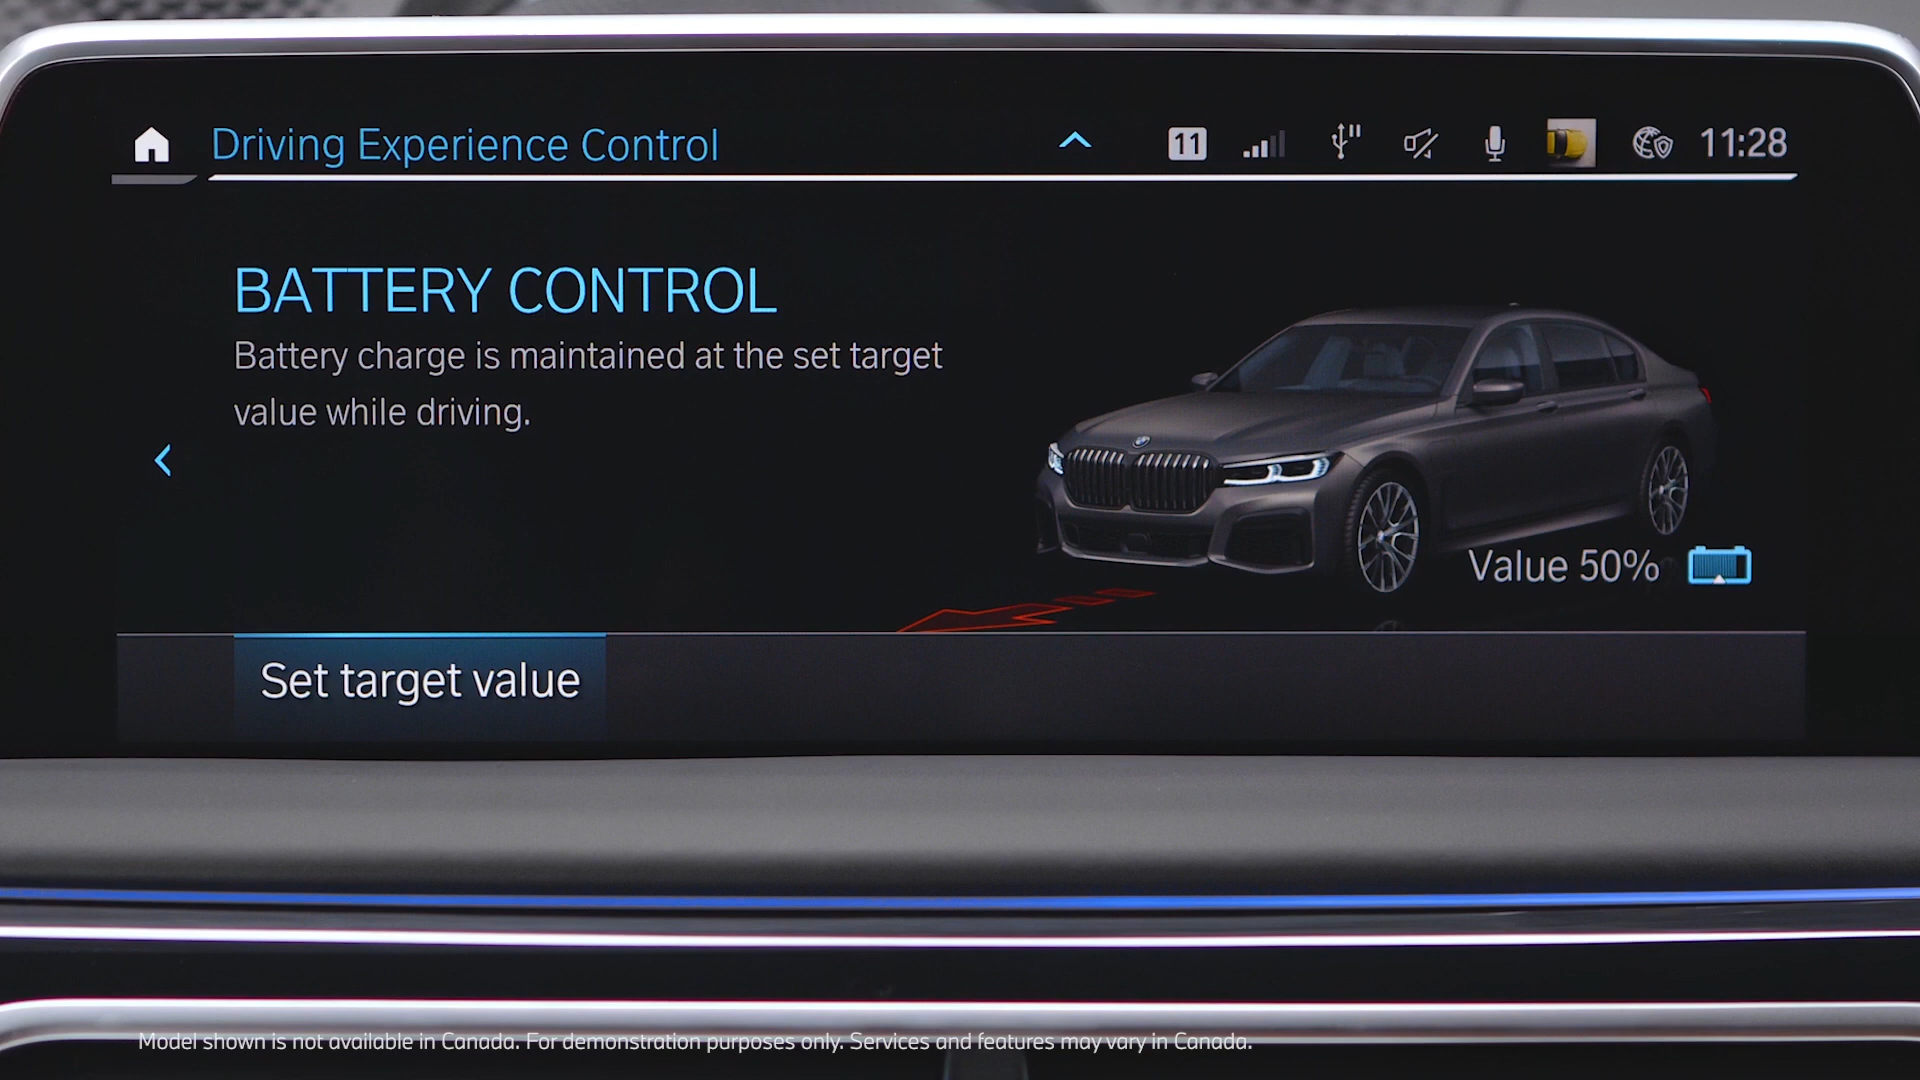 Driving Experience Control
11
11:28
BATTERY CONTROL
Battery charge is maintained at the set target
value while driving.
Value 50%
Set target value
Model shown is not available in Canada. For demonstration purposes only. Services and features may vary in Canada.